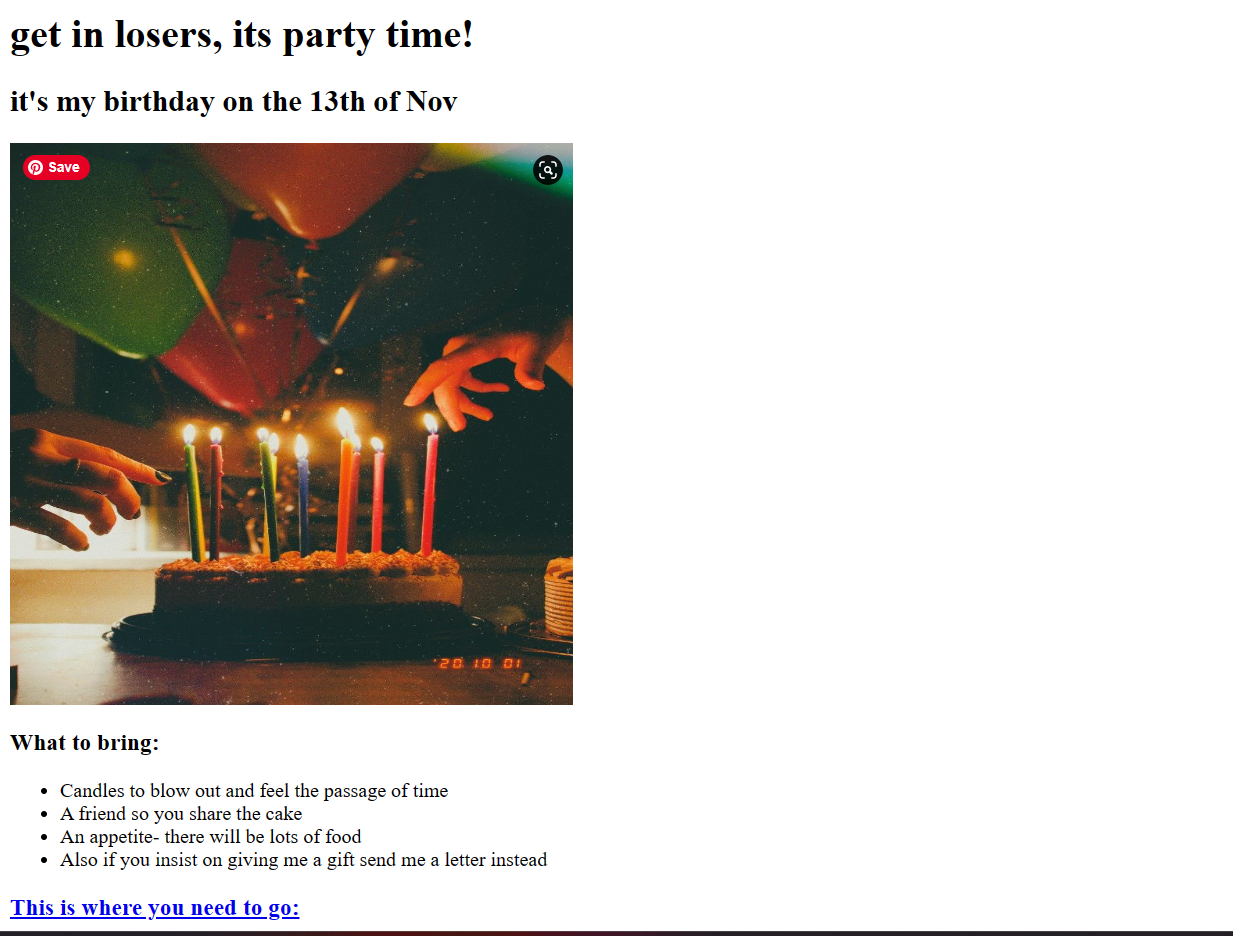 get in losers, its party time!
it's my birthday on the 13th of Nov
Save
'20 10 01
What to bring:
Candles to blow out and feel the passage of time
A friend so you share the cake
An appetite- there will be lots of food
Also if you insist on giving me a gift send me a letter instead
This is where you need to go: